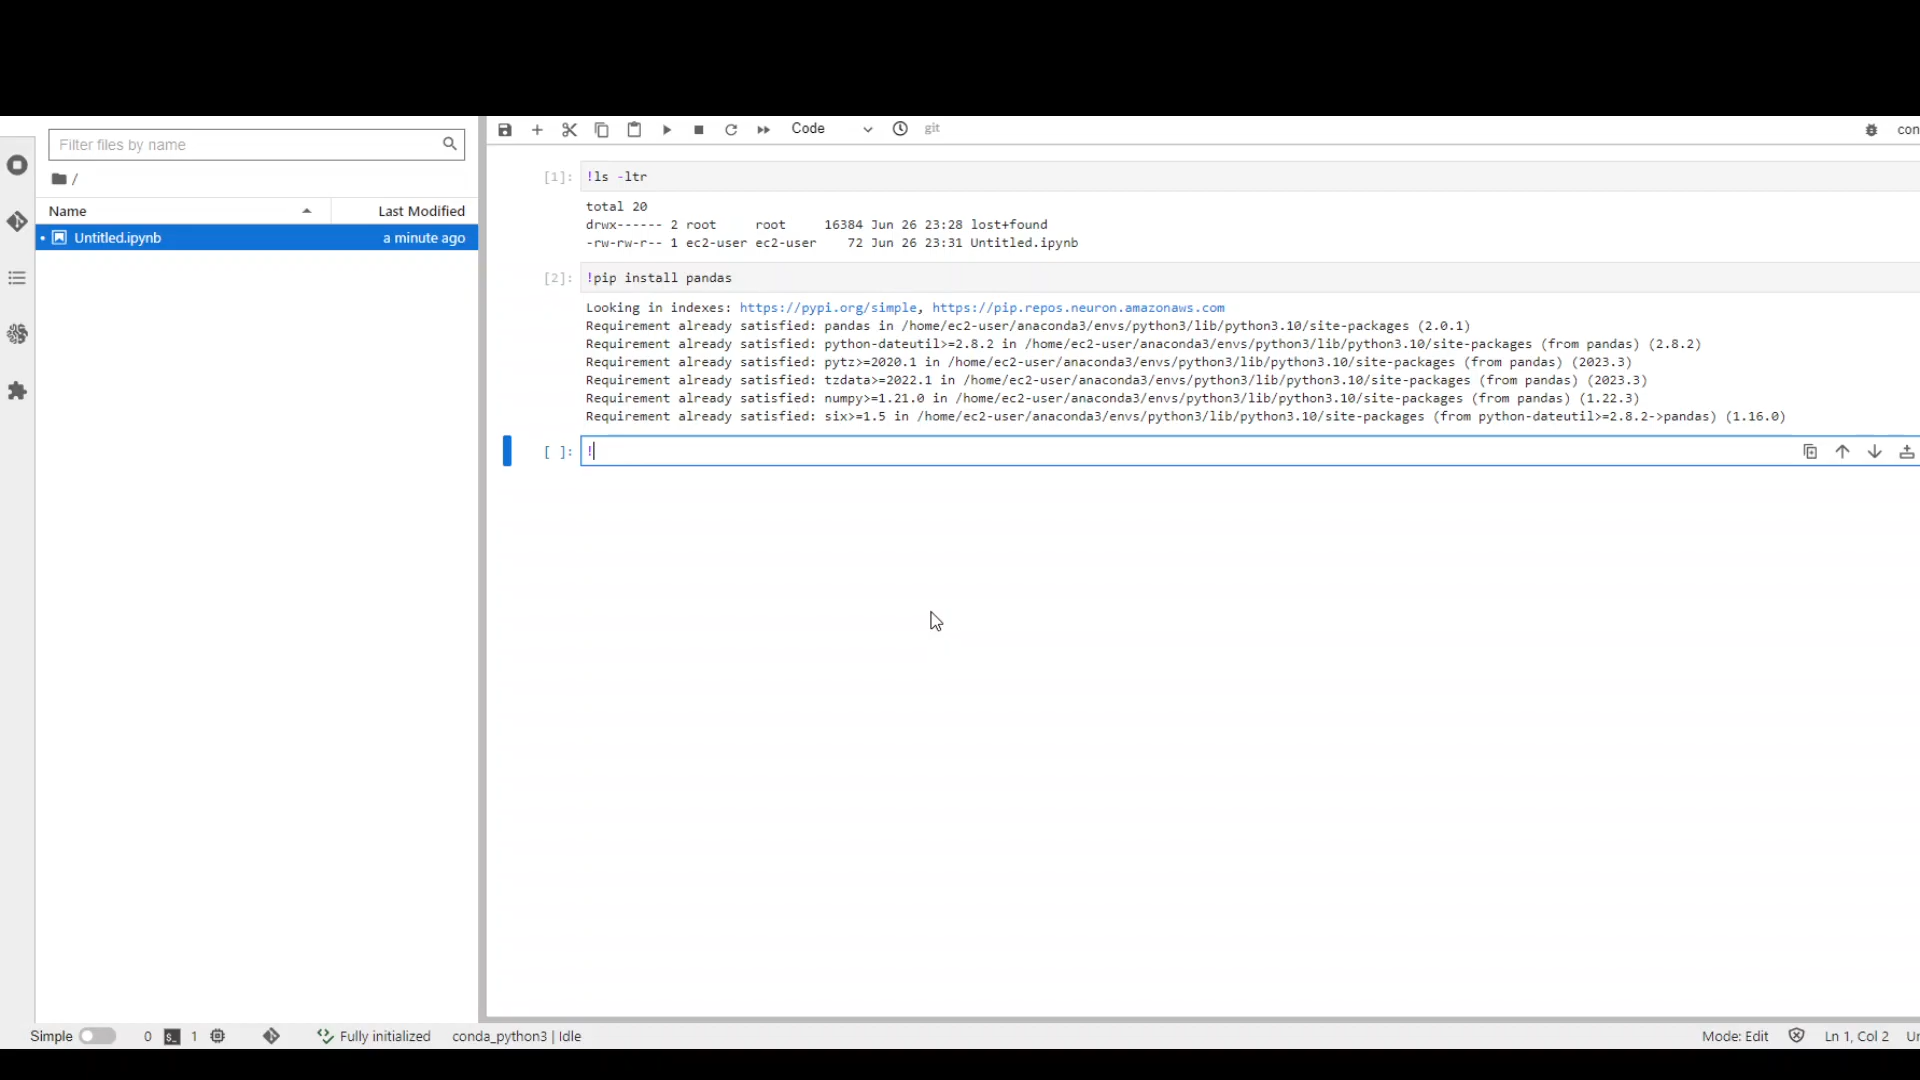 Filter files by name
/
Name Last Modified
Untitled.ipynb a minute ago
Code git con
[1]: !ls -ltr
total 20
drwx------ 2 root root 16384 Jun 26 23:28 lost+found
-rw-rw-r-- 1 ec2-user ec2-user 72 Jun 26 23:31 Untitled.ipynb
[2]: !pip install pandas
Looking in indexes: https://pypi.org/simple, https://pip.repos.neuron.amazonaws.com
Requirement already satisfied: pandas in /home/ec2-user/anaconda3/envs/python3/lib/python3.10/site-packages (2.0.1)
Requirement already satisfied: python-dateutil>=2.8.2 in /home/ec2-user/anaconda3/envs/python3/lib/python3.10/site-packages (from pandas) (2.8.2)
Requirement already satisfied: pytz>=2020.1 in /home/ec2-user/anaconda3/envs/python3/lib/python3.10/site-packages (from pandas) (2023.3)
Requirement already satisfied: tzdata>=2022.1 in /home/ec2-user/anaconda3/envs/python3/lib/python3.10/site-packages (from pandas) (2023.3)
Requirement already satisfied: numpy>=1.21.0 in /home/ec2-user/anaconda3/envs/python3/lib/python3.10/site-packages (from pandas) (1.22.3)
Requirement already satisfied: six>=1.5 in /home/ec2-user/anaconda3/envs/python3/lib/python3.10/site-packages (from python-dateutil>=2.8.2->pandas) (1.16.0)
[ ]: !
Simple 0 1 Fully initialized conda_python3 | Idle Mode: Edit Ln 1, Col 2 Un